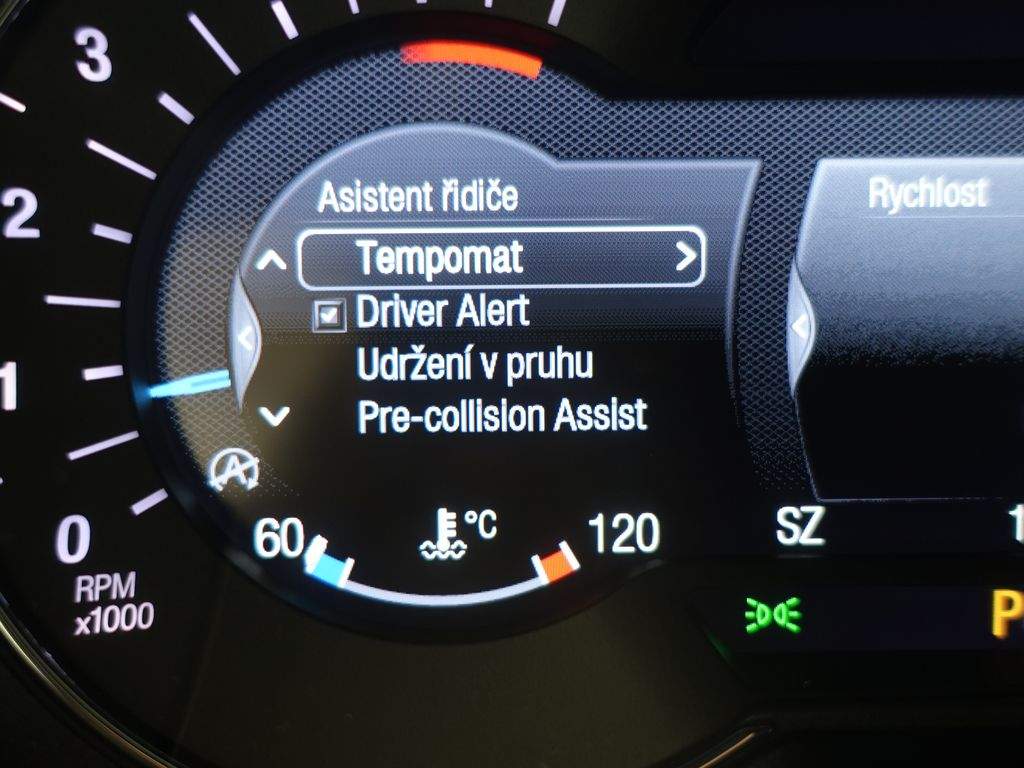 3
2
1
0
RPM
x1000
Asistent řidiče
Tempomat
Driver Alert
Udržení v pruhu
Pre-collision Assist
A
60
°C
120
Rychlost
SZ
1
P